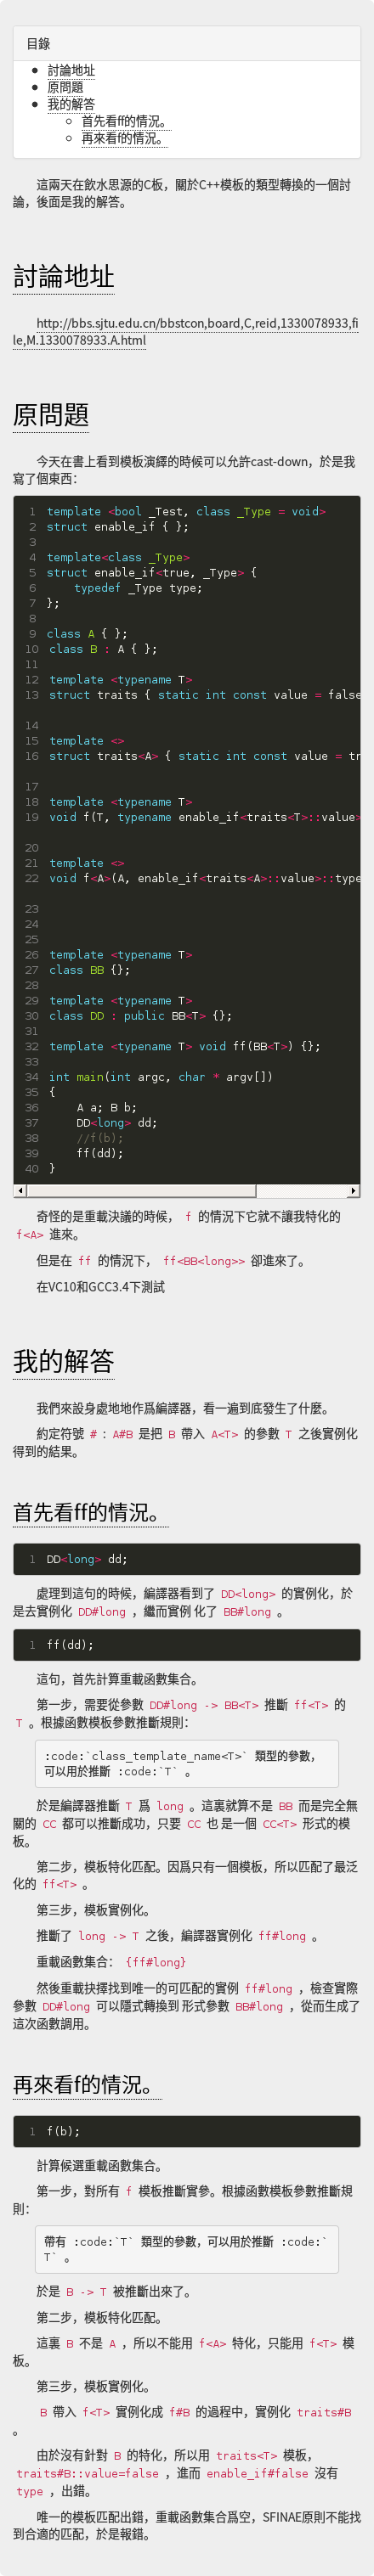 目錄
討論地址
原問題
我的解答
首先看ff的情況。
再來看f的情況。
這兩天在飲水思源的C板，關於C++模板的類型轉換的一個討
論，後面是我的解答。
討論地址
http://bbs.sjtu.edu.cn/bbstcon,board,C,reid,1330078933,fi
le,M.1330078933.A.html
原問題
今天在書上看到模板演繹的時候可以允許cast-down，於是我
寫了個東西：
1 template <bool _Test, class _Type = void>
2 struct enable_if { };
3
4 template<class _Type>
5 struct enable_if<true, _Type> {
6     typedef _Type type;
7 };
8
9 class A { };
10 class B : A { };
11
12 template <typename T>
13 struct traits { static int const value = false
14
15 template <>
16 struct traits<A> { static int const value = tr
17
18 template <typename T>
19 void f(T, typename enable_if<traits<T>::value>
20
21 template <>
22 void f<A>(A, enable_if<traits<A>::value>::type
23
24
25
26 template <typename T>
27 class BB {};
28
29 template <typename T>
30 class DD : public BB<T> {};
31
32 template <typename T> void ff(BB<T>) {};
33
34 int main(int argc, char * argv[])
35 {
36     A a; B b;
37     DD<long> dd;
38     //f(b);
39     ff(dd);
40 }
奇怪的是重載決議的時候， f 的情況下它就不讓我特化的
f<A> 進來。
但是在 ff 的情況下， ff<BB<long>> 卻進來了。
在VC10和GCC3.4下測試
我的解答
我們來設身處地地作爲編譯器，看一遍到底發生了什麼。
約定符號 # : A#B 是把 B 帶入 A<T> 的參數 T 之後實例化
得到的結果。
首先看ff的情況。
1 DD<long> dd;
處理到這句的時候，編譯器看到了 DD<long> 的實例化，於
是去實例化 DD#long ，繼而實例 化了 BB#long 。
1 ff(dd);
這句，首先計算重載函數集合。
第一步，需要從參數 DD#long -> BB<T> 推斷 ff<T> 的
T 。根據函數模板參數推斷規則：
:code:`class_template_name<T>` 類型的參數，
可以用於推斷 :code:`T` 。
於是編譯器推斷 T 爲 long 。這裏就算不是 BB 而是完全無
關的 CC 都可以推斷成功，只要 CC 也 是一個 CC<T> 形式的模
板。
第二步，模板特化匹配。因爲只有一個模板，所以匹配了最泛
化的 ff<T> 。
第三步，模板實例化。
推斷了 long -> T 之後，編譯器實例化 ff#long 。
重載函數集合： {ff#long}
然後重載抉擇找到唯一的可匹配的實例 ff#long ，檢查實際
參數 DD#long 可以隱式轉換到 形式參數 BB#long ，從而生成了
這次函數調用。
再來看f的情況。
1 f(b);
計算候選重載函數集合。
第一步，對所有 f 模板推斷實參。根據函數模板參數推斷規
則：
帶有 :code:`T` 類型的參數，可以用於推斷 :code:`
T` 。
於是 B -> T 被推斷出來了。
第二步，模板特化匹配。
這裏 B 不是 A ，所以不能用 f<A> 特化，只能用 f<T> 模
板。
第三步，模板實例化。
B 帶入 f<T> 實例化成 f#B 的過程中，實例化 traits#B
。
由於沒有針對 B 的特化，所以用 traits<T> 模板，
traits#B::value=false ，進而 enable_if#false 沒有
type ，出錯。
唯一的模板匹配出錯，重載函數集合爲空，SFINAE原則不能找
到合適的匹配，於是報錯。